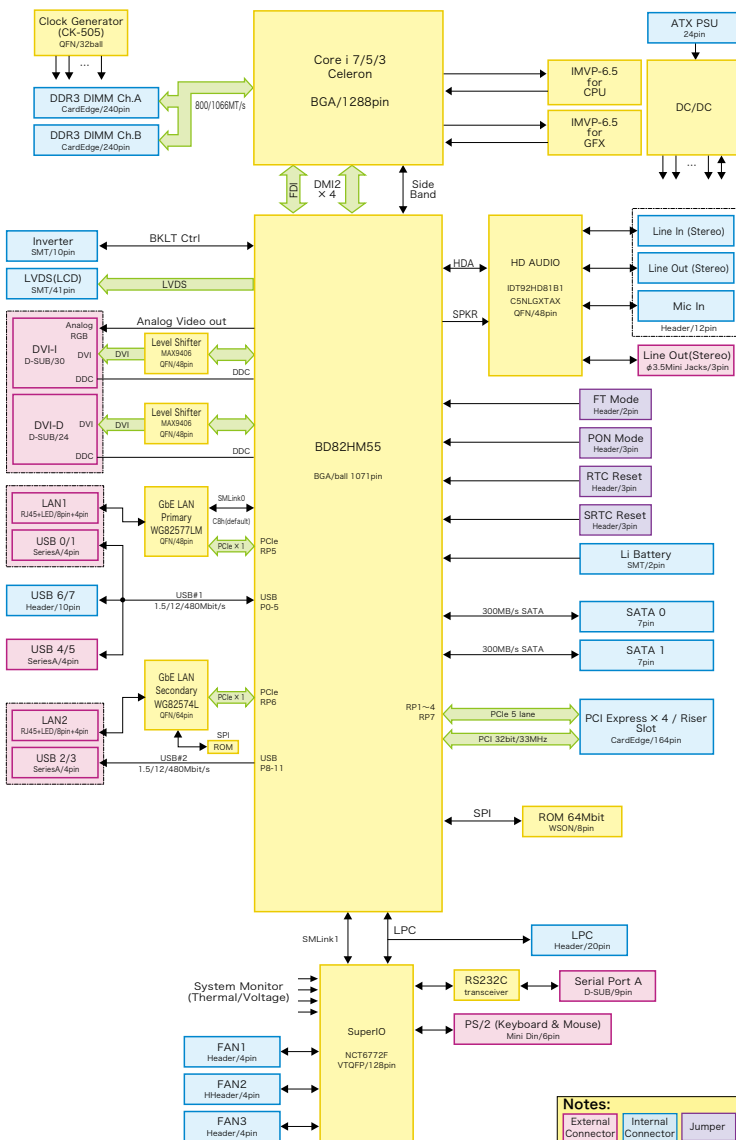 Clock Generator
(CK-505)
QFN/32ball
...
DDR3 DIMM Ch.A
CardEdge/240pin
DDR3 DIMM Ch.B
CardEdge/240pin
800/1066MT/s
Core i 7/5/3
Celeron
BGA/1288pin
IMVP-6.5
for
CPU
IMVP-6.5
for
GFX
ATX PSU
24pin
DC/DC
...
FDI
DMI2
× 4
Side
Band
Inverter
SMT/10pin
BKLT Ctrl
LVDS(LCD)
SMT/41pin
LVDS
Analog Video out
Analog
RGB
DVI-I
D-SUB/30
DVI
DDC
DVI
Level Shifter
MAX9406
QFN/48pin
DDC
DVI-D
D-SUB/24
DVI
DDC
DVI
Level Shifter
MAX9406
QFN/48pin
DDC
LAN1
RJ45+LED/8pin+4pin
USB 0/1
SeriesA/4pin
GbE LAN
Primary
WG82577LM
QFN/48pin
SMLink0
C8h(default)
PCIe × 1
PCIe
RP5
USB 6/7
Header/10pin
USB#1
1.5/12/480Mbit/s
USB
P0-5
USB 4/5
SeriesA/4pin
GbE LAN
Secondary
WG82574L
QFN/64pin
PCIe × 1
PCIe
RP6
LAN2
RJ45+LED/8pin+4pin
SPI
ROM
USB 2/3
SeriesA/4pin
USB#2
1.5/12/480Mbit/s
USB
P8-11
BD82HM55
BGA/ball 1071pin
HDA
SPKR
HD AUDIO
IDT92HD81B1
C5NLGXTAX
QFN/48pin
Line In (Stereo)
Line Out (Stereo)
Mic In
Header/12pin
Line Out(Stereo)
φ3.5Mini Jacks/3pin
FT Mode
Header/2pin
PON Mode
Header/3pin
RTC Reset
Header/3pin
SRTC Reset
Header/3pin
Li Battery
SMT/2pin
300MB/s SATA
SATA 0
7pin
300MB/s SATA
SATA 1
7pin
RP1～4
RP7
PCIe 5 lane
PCI 32bit/33MHz
PCI Express × 4 / Riser
Slot
CardEdge/164pin
SPI
ROM 64Mbit
WSON/8pin
SMLink1
LPC
LPC
Header/20pin
System Monitor
(Thermal/Voltage)
SuperIO
NCT6772F
VTQFP/128pin
RS232C
transceiver
Serial Port A
D-SUB/9pin
PS/2 (Keyboard & Mouse)
Mini Din/6pin
FAN1
Header/4pin
FAN2
HHeader/4pin
FAN3
Header/4pin
Notes:
External
Connector
Internal
Connector
Jumper